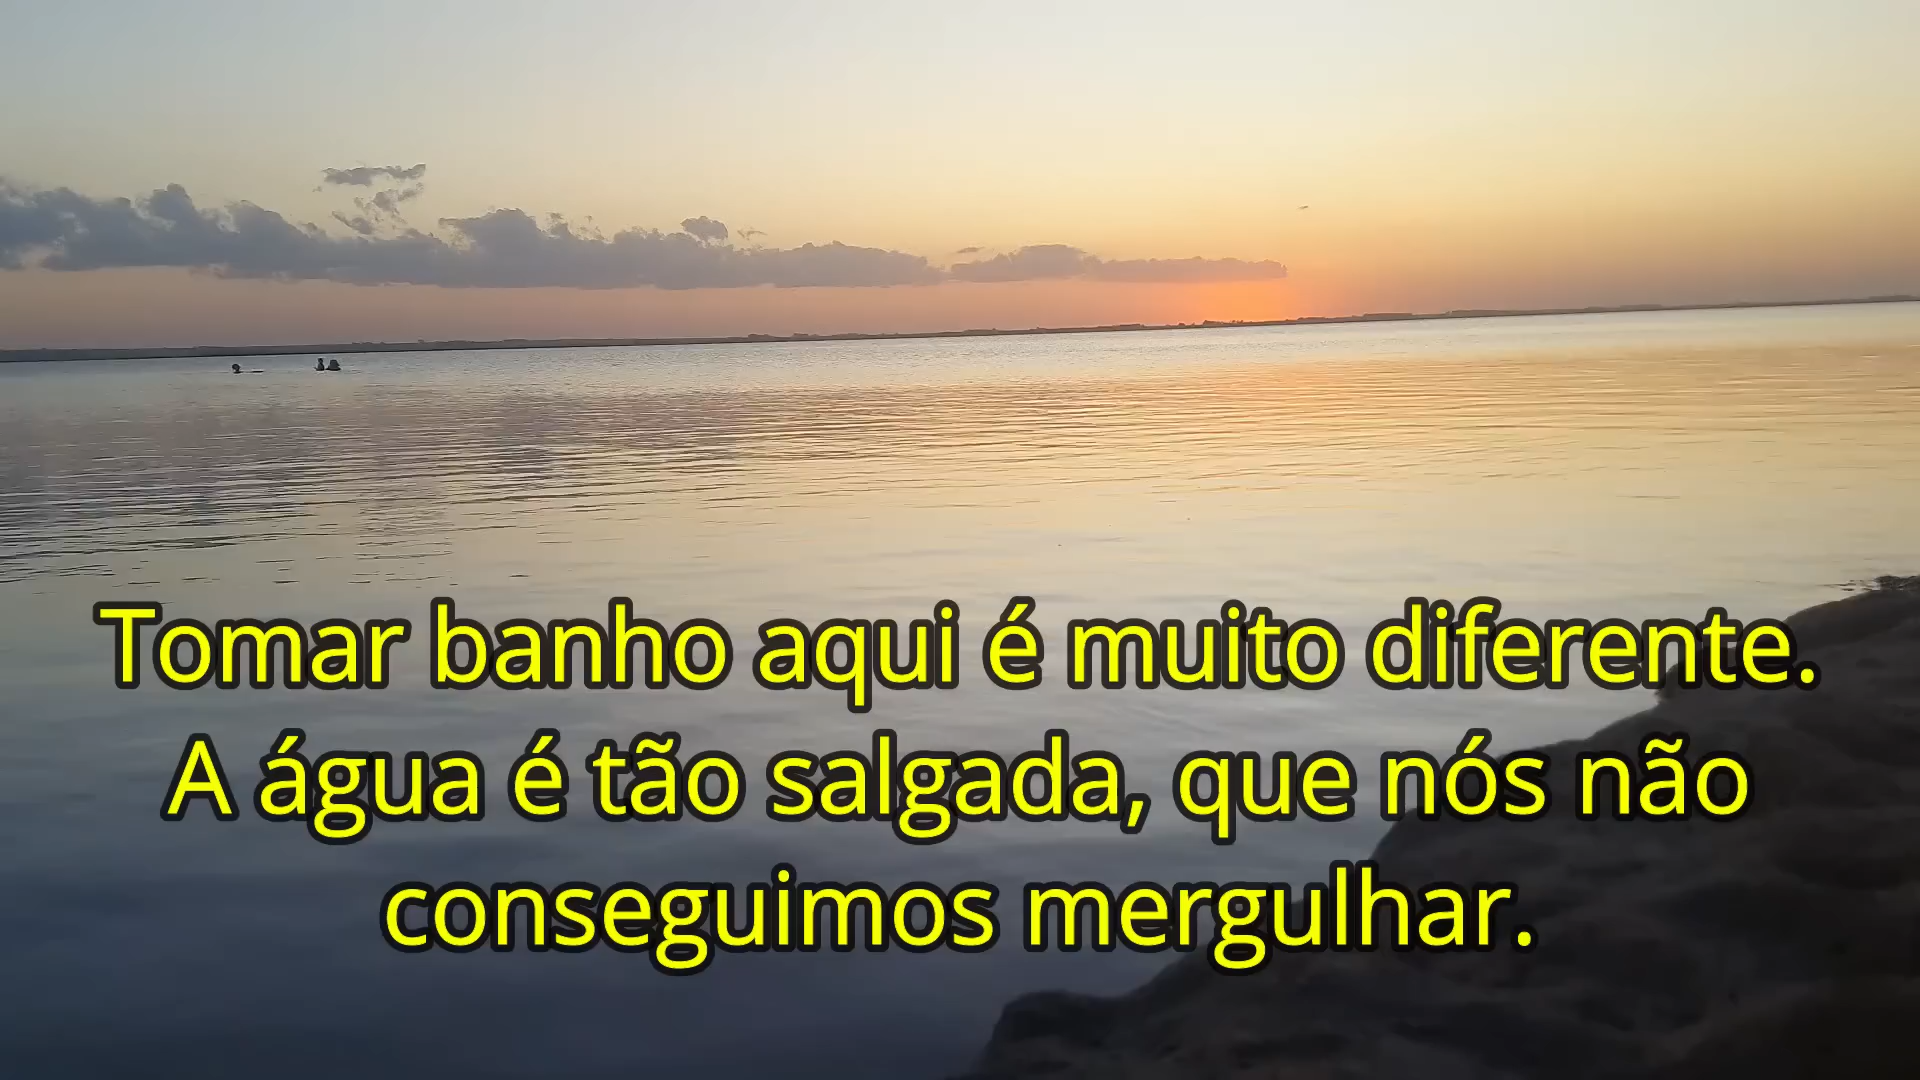 Tomar banho aqui é muito diferente.
A água é tão salgada, que nós não
conseguimos mergulhar.